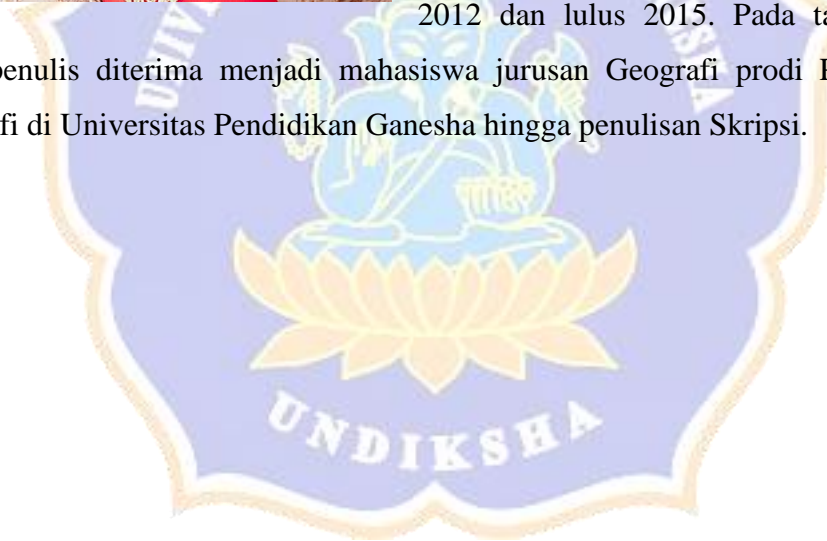 2012 dan lulus 2015. Pada ta
penulis diterima menjadi mahasiswa jurusan Geografi prodi
fi di Universitas Pendidikan Ganesha hingga penulisan Skripsi.
UNDIKSHA